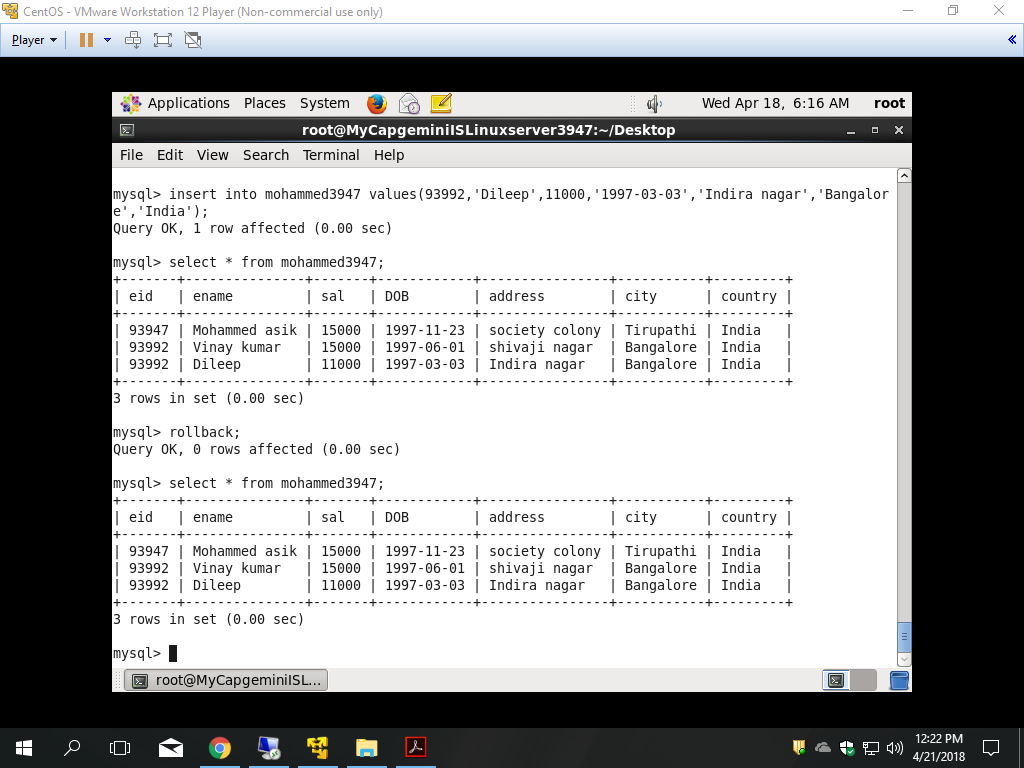 CentOS - VMware Workstation 12 Player (Non-commercial use only)
Player
Applications Places System Wed Apr 18, 6:16 AM root
root@MyCapgeminiISLinuxserver3947:~/Desktop
File Edit View Search Terminal Help
mysql> insert into mohammed3947 values(93992,'Dileep',11000,'1997-03-03','Indira nagar','Bangalor
e','India');
Query OK, 1 row affected (0.00 sec)
mysql> select * from mohammed3947;
+-------+---------------+-------+------------+----------------+-----------+---------+
| eid   | ename         | sal   | DOB        | address        | city      | country |
+-------+---------------+-------+------------+----------------+-----------+---------+
| 93947 | Mohammed asik | 15000 | 1997-11-23 | society colony | Tirupathi | India   |
| 93992 | Vinay kumar   | 15000 | 1997-06-01 | shivaji nagar  | Bangalore | India   |
| 93992 | Dileep        | 11000 | 1997-03-03 | Indira nagar   | Bangalore | India   |
+-------+---------------+-------+------------+----------------+-----------+---------+
3 rows in set (0.00 sec)
mysql> rollback;
Query OK, 0 rows affected (0.00 sec)
mysql> select * from mohammed3947;
+-------+---------------+-------+------------+----------------+-----------+---------+
| eid   | ename         | sal   | DOB        | address        | city      | country |
+-------+---------------+-------+------------+----------------+-----------+---------+
| 93947 | Mohammed asik | 15000 | 1997-11-23 | society colony | Tirupathi | India   |
| 93992 | Vinay kumar   | 15000 | 1997-06-01 | shivaji nagar  | Bangalore | India   |
| 93992 | Dileep        | 11000 | 1997-03-03 | Indira nagar   | Bangalore | India   |
+-------+---------------+-------+------------+----------------+-----------+---------+
3 rows in set (0.00 sec)
mysql>
root@MyCapgeminiISL...
12:22 PM
4/21/2018